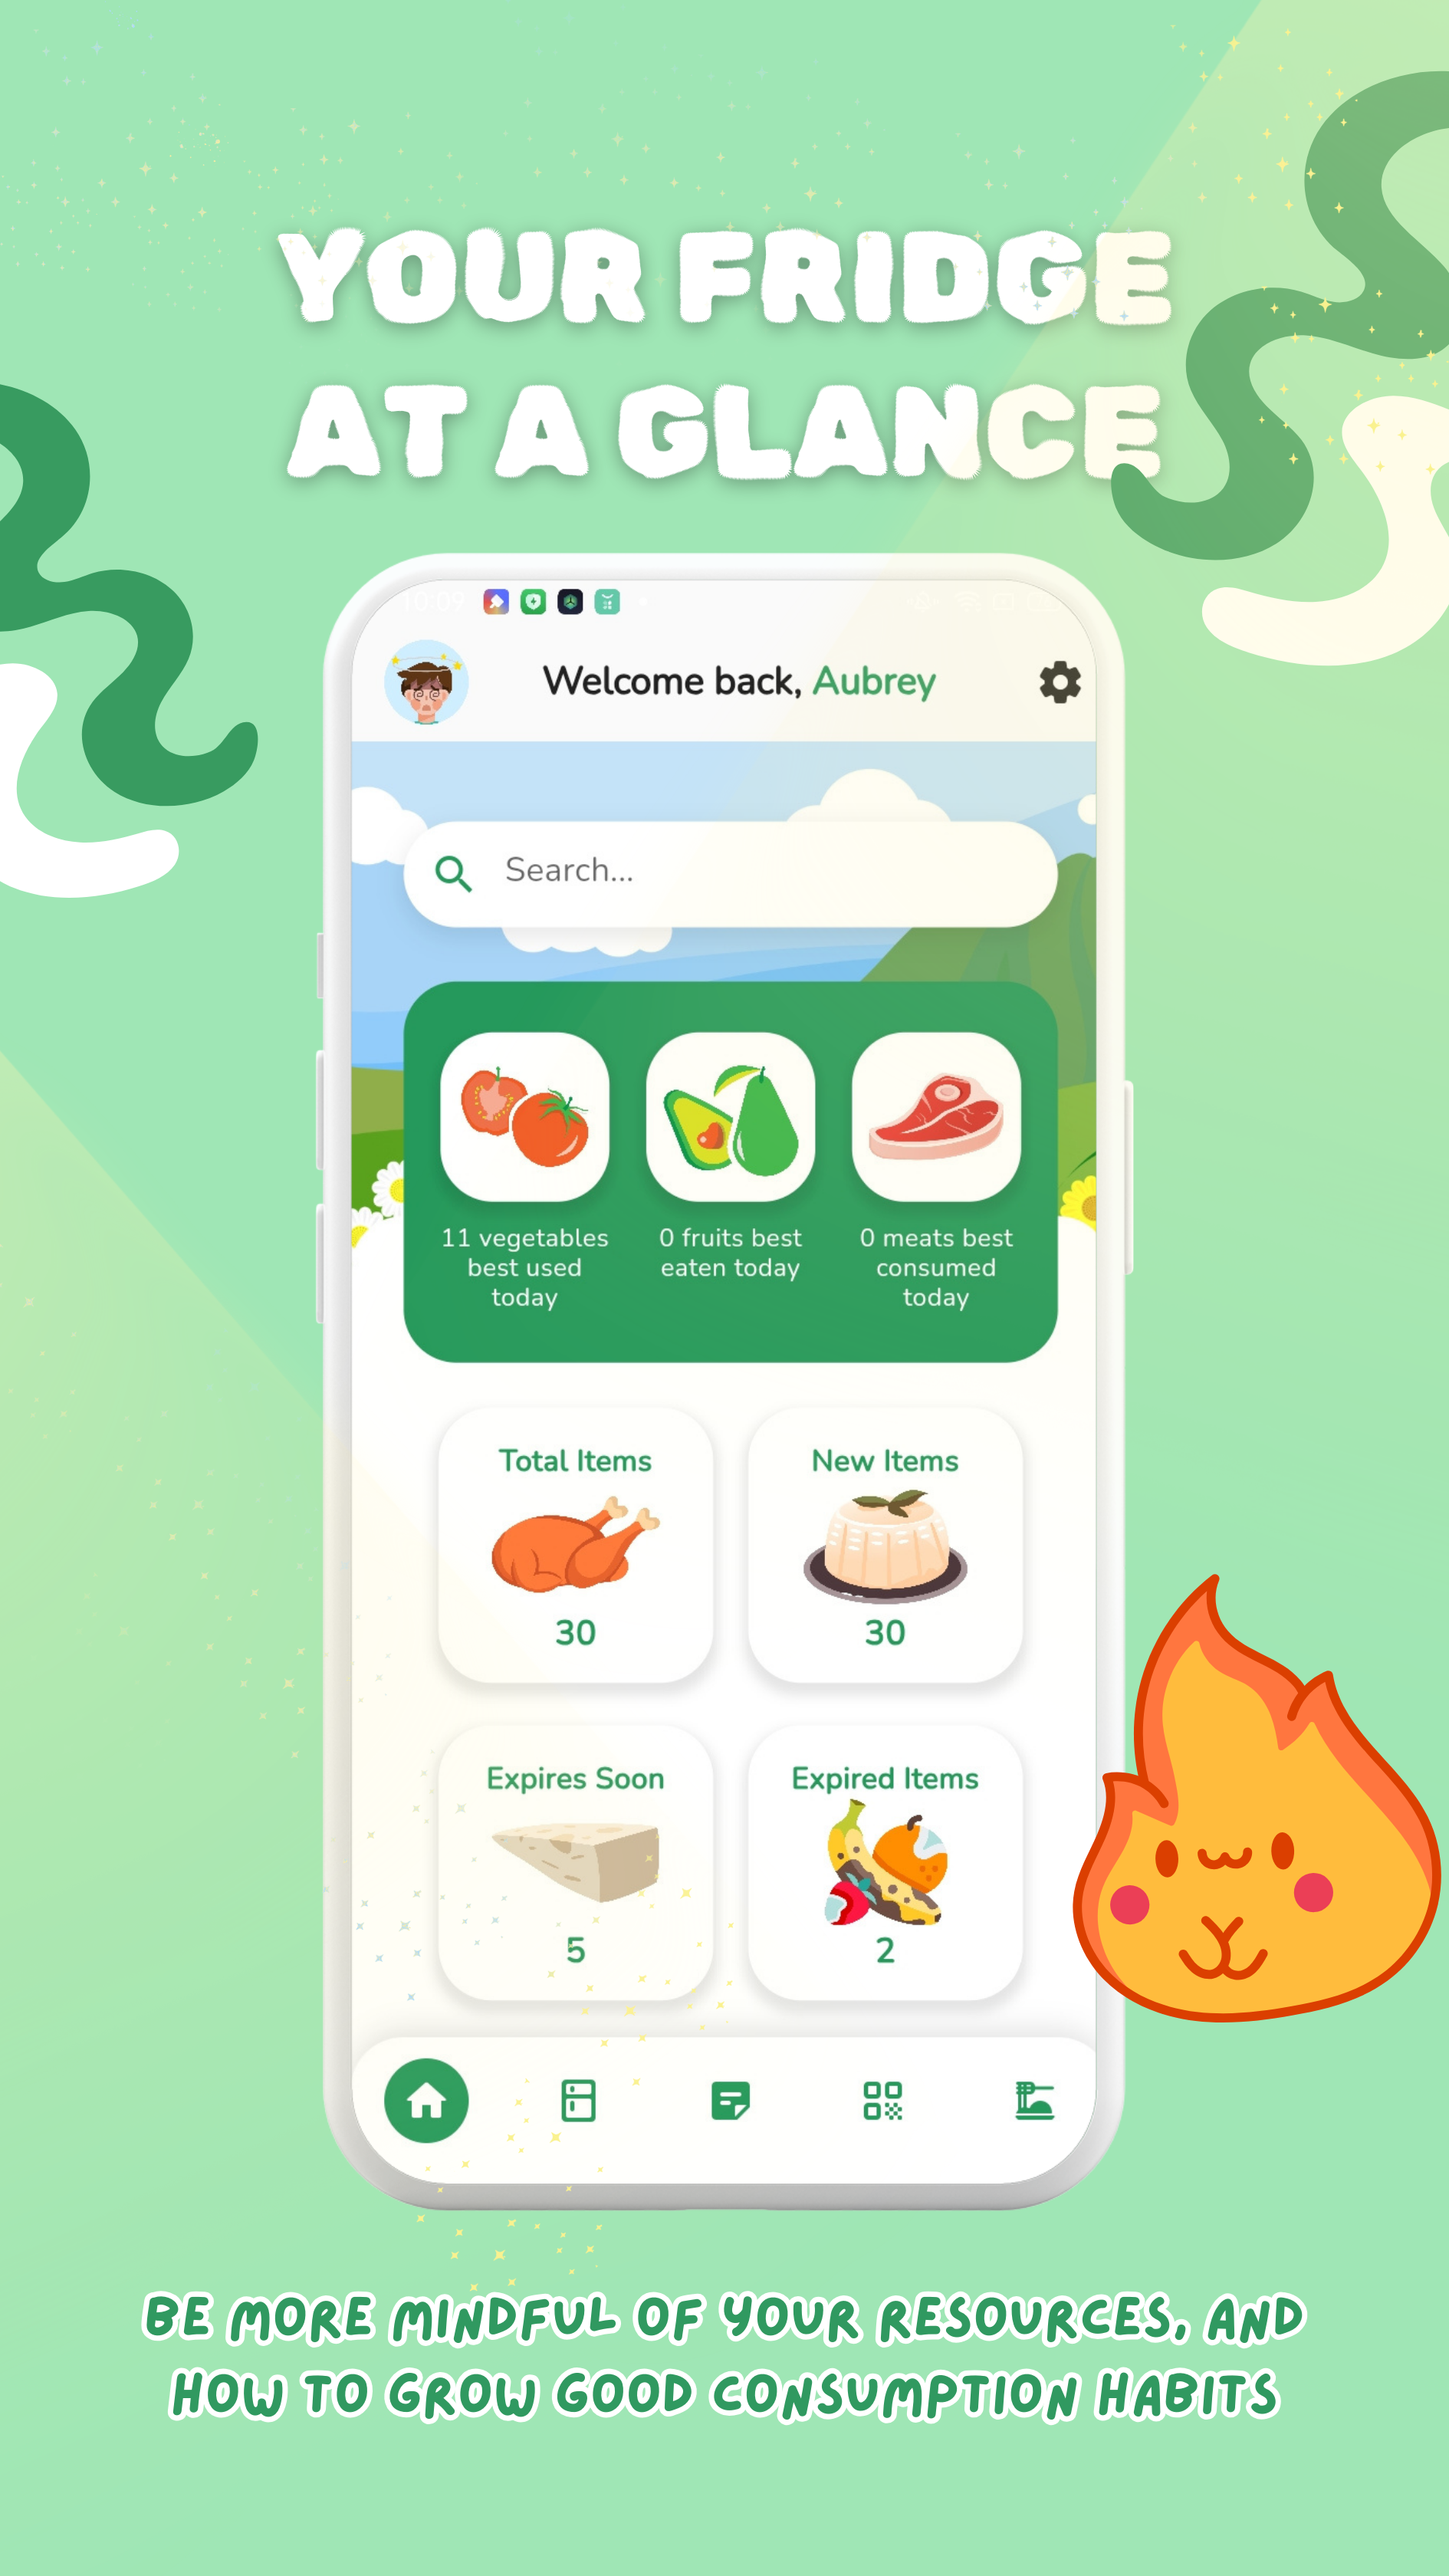 YOUR FRIDGE
AT A GLANCE
10:09
Welcome back, Aubrey
Search...
11 vegetables
best used
today
0 fruits best
eaten today
0 meats best
consumed
today
Total Items
30
New Items
30
Expires Soon
5
Expired Items
2
BE MORE MINDFUL OF YOUR RESOURCES, AND
HOW TO GROW GOOD CONSUMPTION HABITS